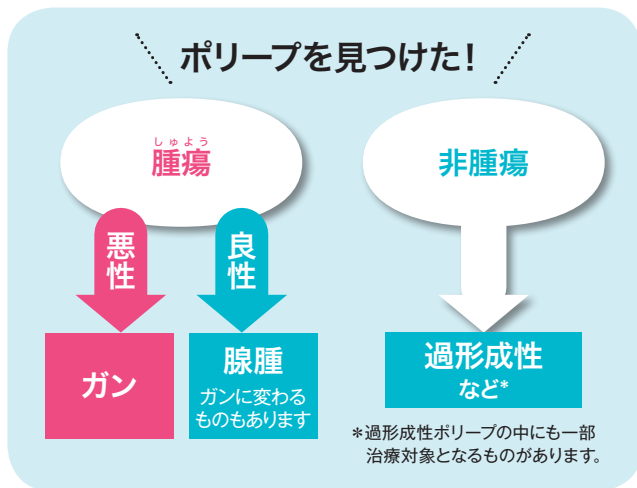 ポリープを見つけた！
しゅよう
腫瘍
非腫瘍
悪性
良性
ガン
腺腫
ガンに変わる
ものもあります
過形成性
など*
*過形成性ポリープの中にも一部
治療対象となるものがあります。